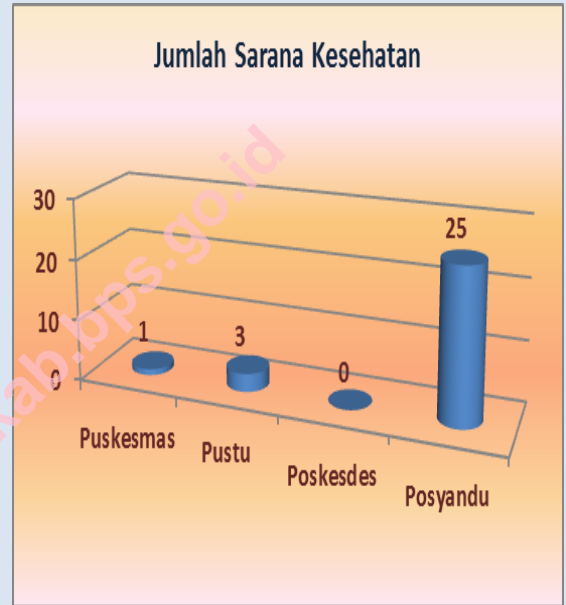 Jumlah Sarana Kesehatan
30
20
10
0
1
3
0
25
Puskesmas
Pustu
Poskesdes
Posyandu
kab.bps.go.id